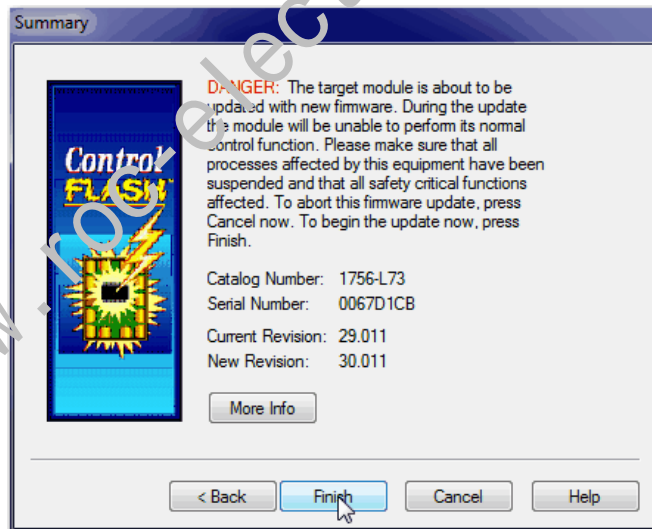 Summary
Control
FLASH
DANGER: The target module is about to be
updated with new firmware. During the update
the module will be unable to perform its normal
control function. Please make sure that all
processes affected by this equipment have been
suspended and that all safety critical functions
affected. To abort this firmware update, press
Cancel now. To begin the update now, press
Finish.
Catalog Number: 1756-L73
Serial Number: 0067D1CB
Current Revision: 29.011
New Revision: 30.011
More Info
< Back Finish Cancel Help